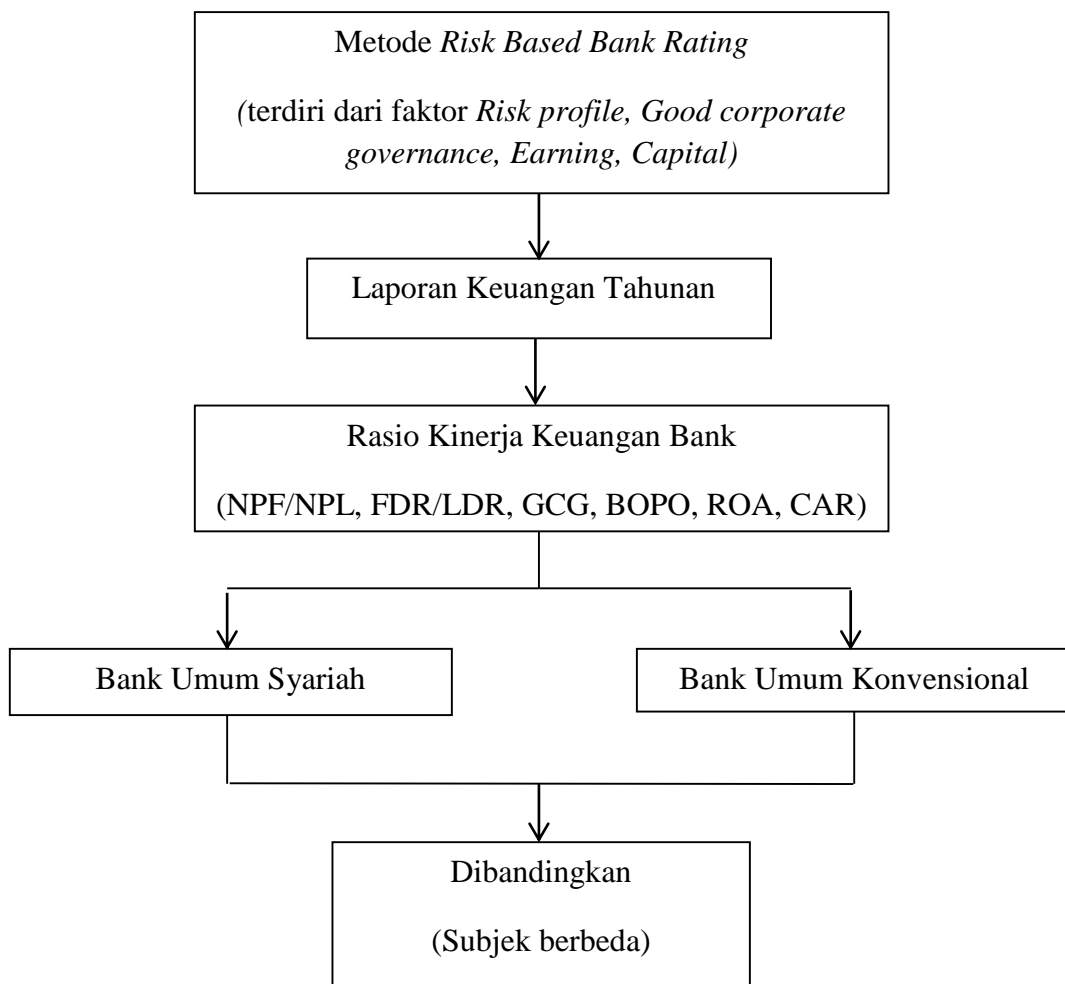 Metode Risk Based Bank Rating
(terdiri dari faktor Risk profile, Good corporate
governance, Earning, Capital)
Laporan Keuangan Tahunan
Rasio Kinerja Keuangan Bank
(NPF/NPL, FDR/LDR, GCG, BOPO, ROA, CAR)
Bank Umum Syariah
Bank Umum Konvensional
Dibandingkan
(Subjek berbeda)